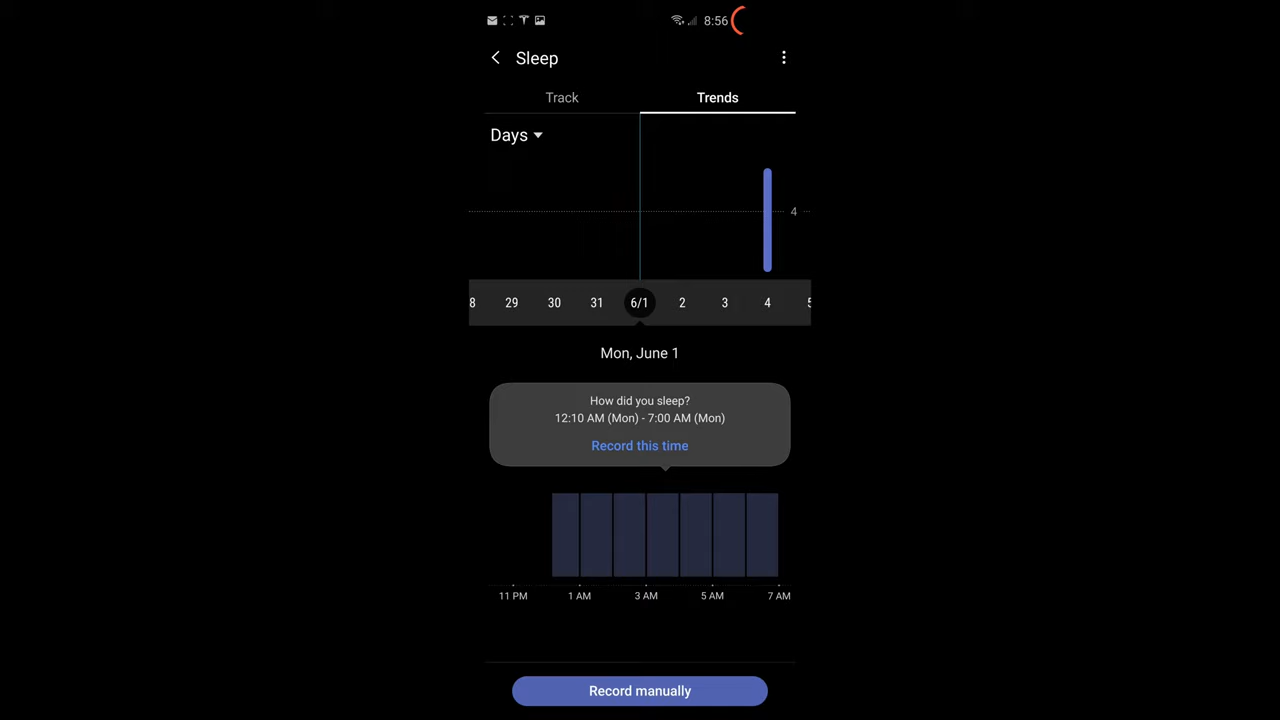 8:56
Sleep
Track Trends
Days
4
8 29 30 31 6/1 2 3 4
Mon, June 1
How did you sleep?
12:10 AM (Mon) - 7:00 AM (Mon)
Record this time
11 PM 1 AM 3 AM 5 AM 7 AM
Record manually